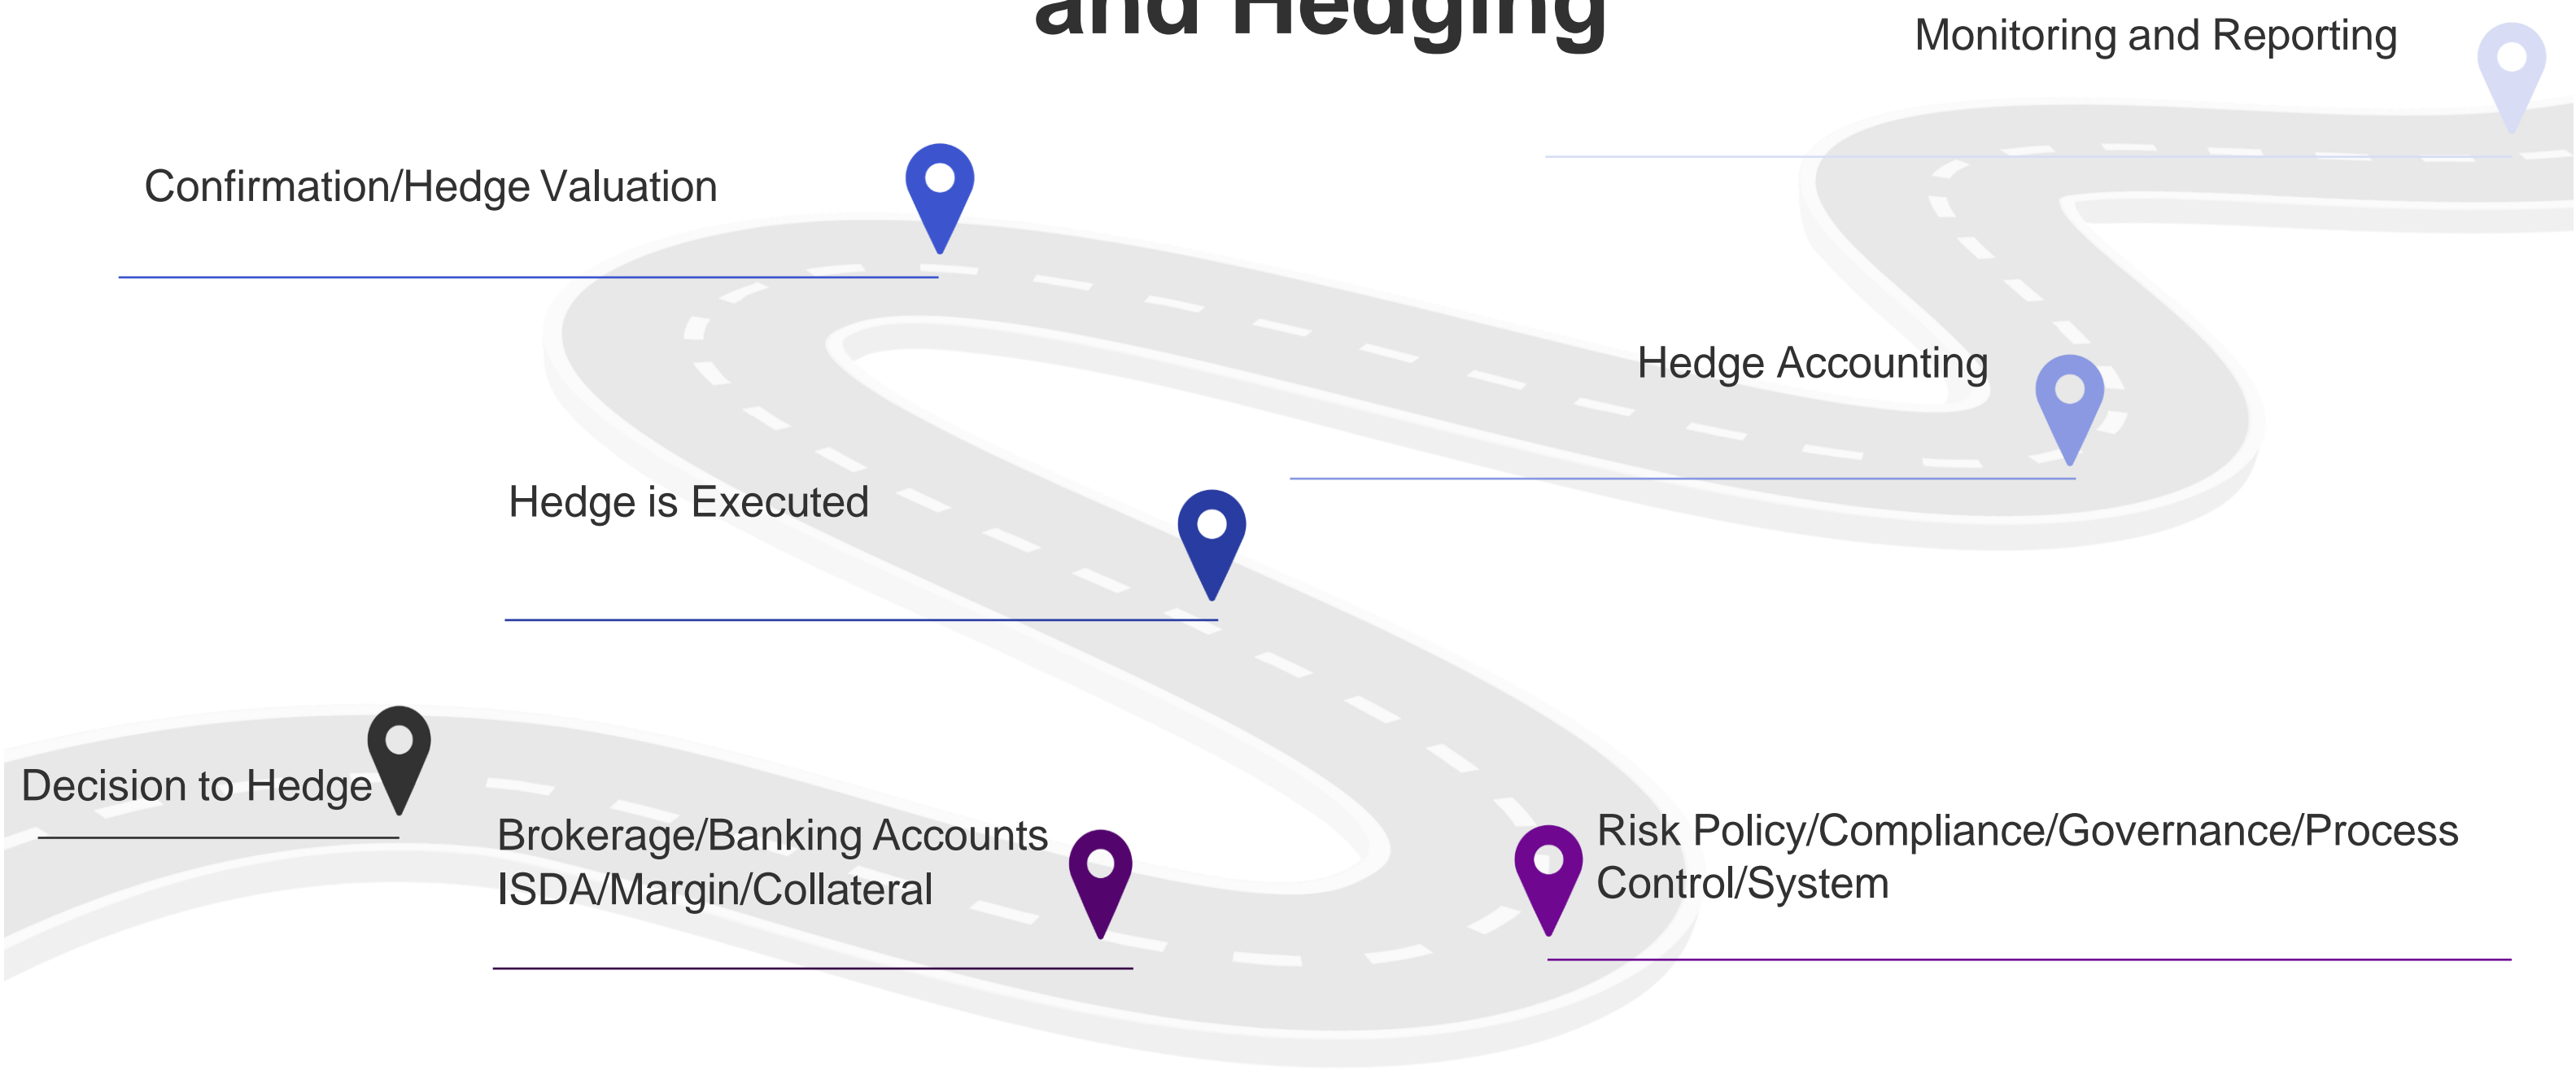 and Hedging
Monitoring and Reporting
Confirmation/Hedge Valuation
Hedge Accounting
Hedge is Executed
Decision to Hedge
Brokerage/Banking Accounts
ISDA/Margin/Collateral
Risk Policy/Compliance/Governance/Process
Control/System